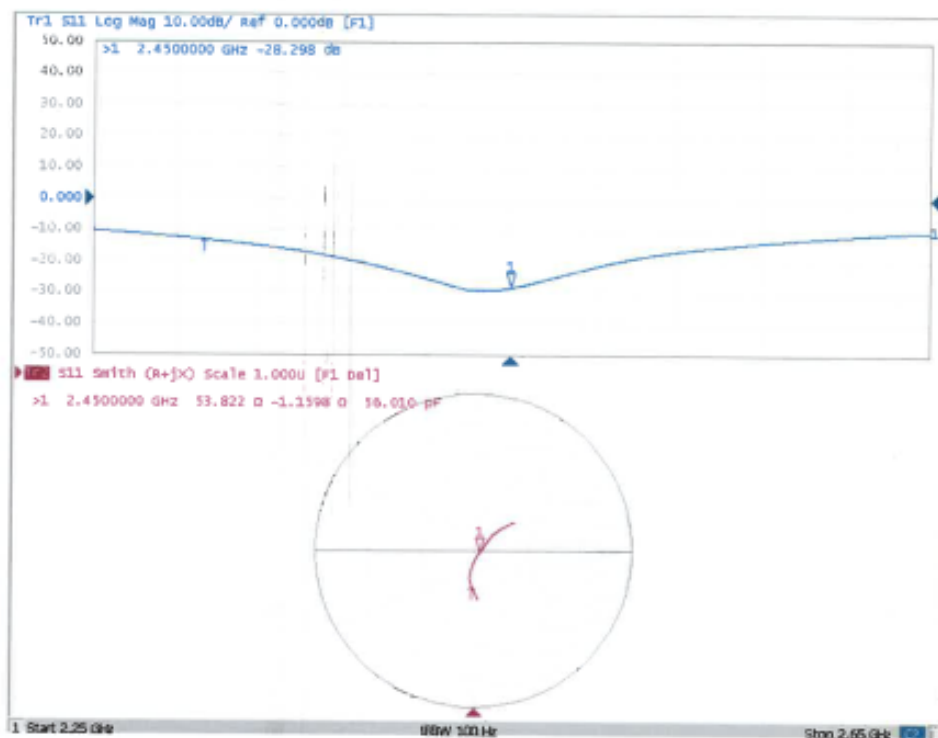 Tr1 S11 Log Mag 10.00dB/ Ref 0.000dB [F1]
>1 2.4500000 GHz -28.298 dB
50.00
40.00
30.00
20.00
10.00
0.000
-10.00
-20.00
-30.00
-40.00
-50.00
1
1
S11 Smith (R+jX) Scale 1.000U [F1 Del]
>1 2.4500000 GHz 53.822 Ω -1.1598 Ω 56.010 pF
1
1 Start 2.25 GHz IFBW 100 Hz Stop 2.65 GHz